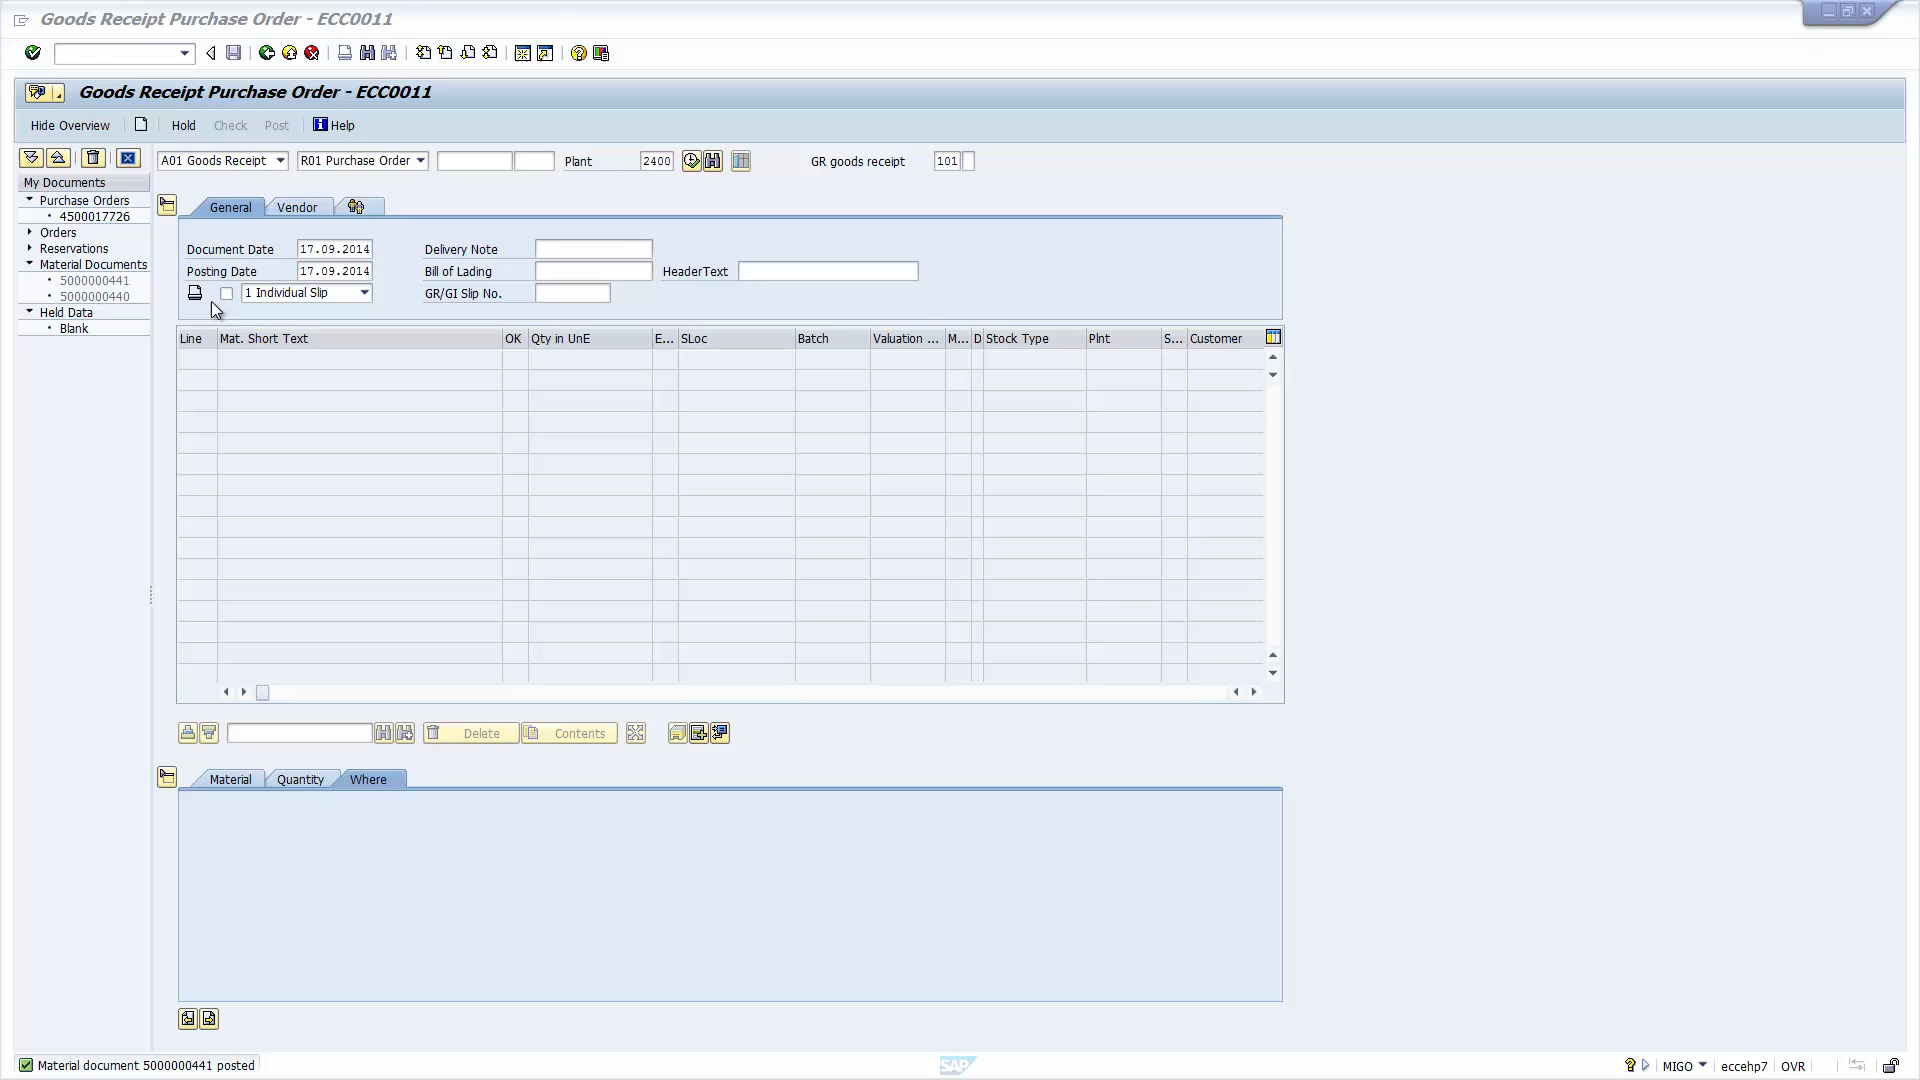 Goods Receipt Purchase Order - ECC0011
Goods Receipt Purchase Order - ECC0011
Hide Overview Hold Check Post Help
A01 Goods Receipt R01 Purchase Order Plant 2400 GR goods receipt 101
My Documents
Purchase Orders
4500017726
Orders
Reservations
Material Documents
5000000441
5000000440
Held Data
Blank
General Vendor
Document Date 17.09.2014 Delivery Note
Posting Date 17.09.2014 Bill of Lading HeaderText
1 Individual Slip GR/GI Slip No.
Line Mat. Short Text OK Qty in UnE E... SLoc Batch Valuation ... M... D Stock Type Plnt S... Customer
Delete Contents
Material Quantity Where
Material document 5000000441 posted
SAP
MIGO eccehp7 OVR